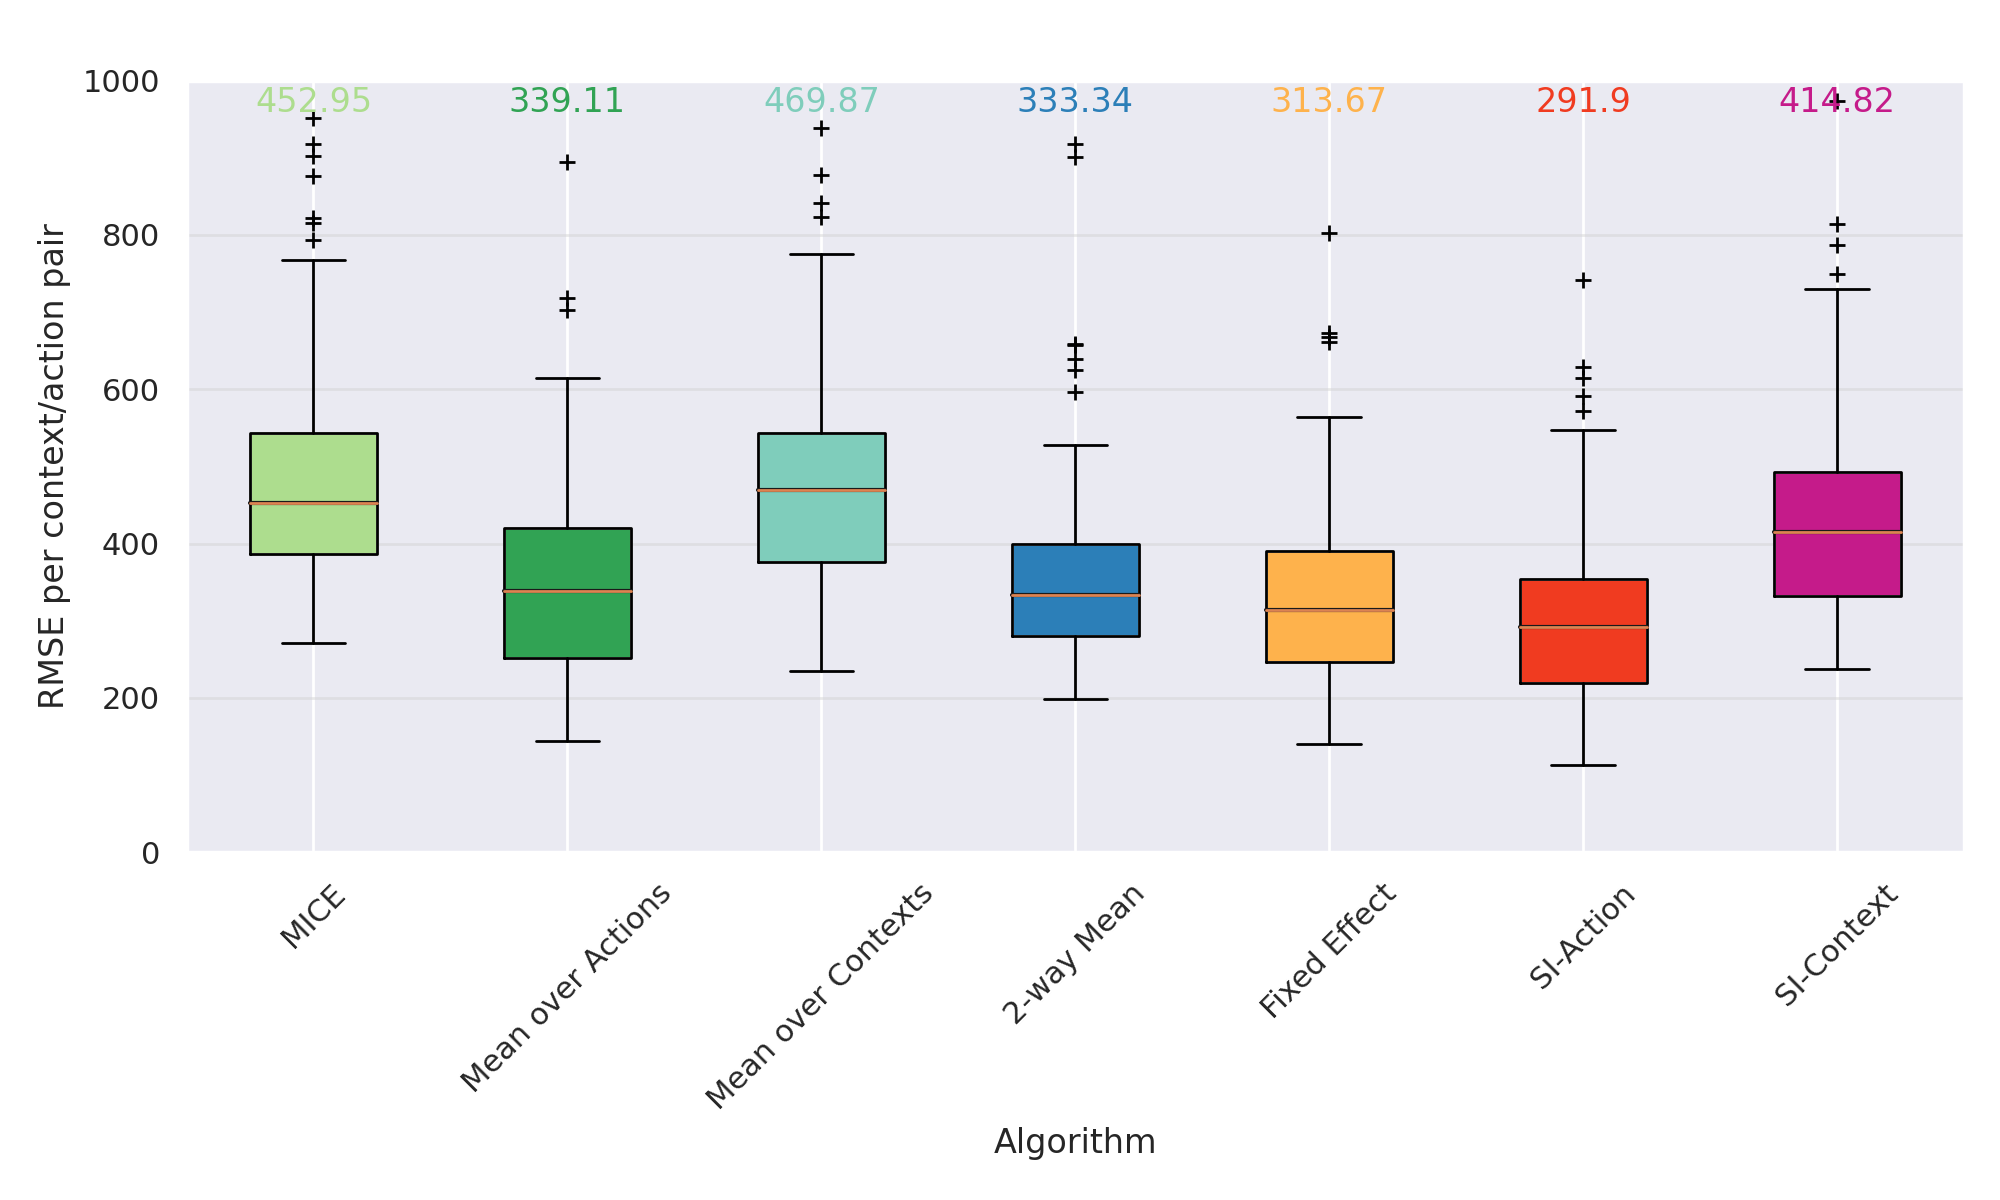 1000
452.95
339.11
469.87
333.34
313.67
291.9
414.82
800
600
400
200
0
RMSE per context/action pair
MICE
Mean over Actions
Mean over Contexts
2-way Mean
Fixed Effect
SI-Action
SI-Context
Algorithm